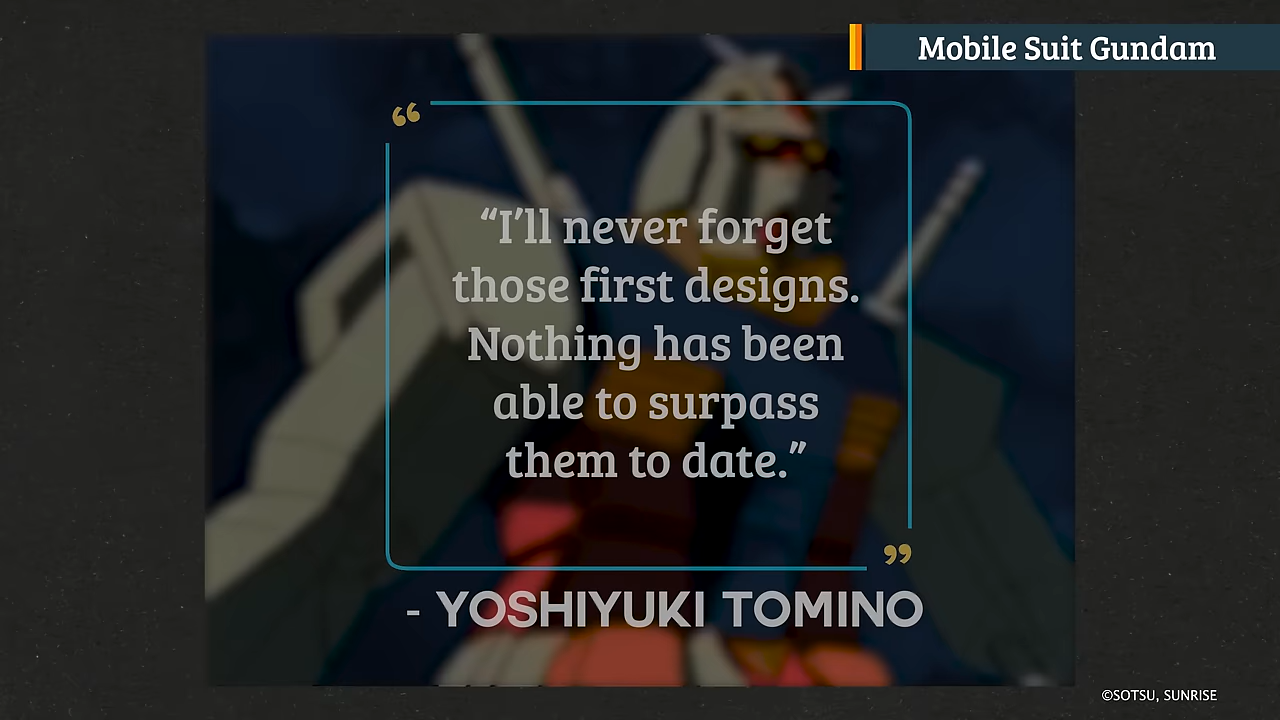 Mobile Suit Gundam
“
“I’ll never forget
those first designs.
Nothing has been
able to surpass
them to date.”
”
- YOSHIYUKI TOMINO
©SOTSU, SUNRISE